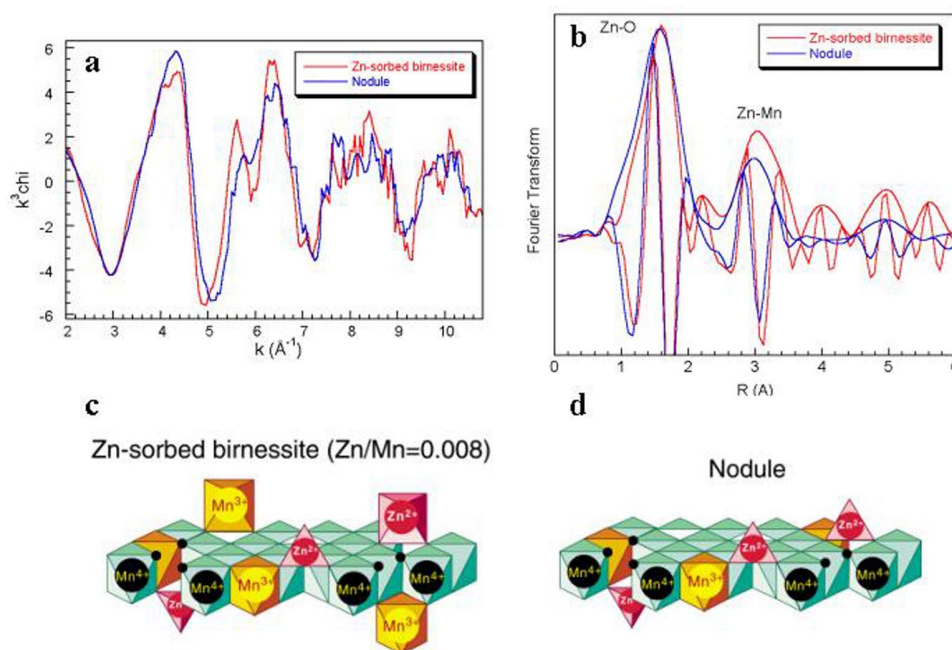 a
Zn-sorbed birnessite
Nodule
k³chi
6
4
2
0
-2
-4
-6
2 3 4 5 6 7 8 9 10
k (Å⁻¹)
b
Zn-O
Zn-sorbed birnessite
Nodule
Zn-Mn
Fourier Transform
0 1 2 3 4 5 6
R (A)
c
Zn-sorbed birnessite (Zn/Mn=0.008)
Mn³⁺
Zn²⁺
Zn²⁺
Mn⁴⁺
Mn⁴⁺
Mn³⁺
Mn⁴⁺
Mn⁴⁺
Zn
Mn³⁺
d
Nodule
Zn²⁺
Zn²⁺
Mn⁴⁺
Mn⁴⁺
Mn³⁺
Mn⁴⁺
Mn⁴⁺
Zn